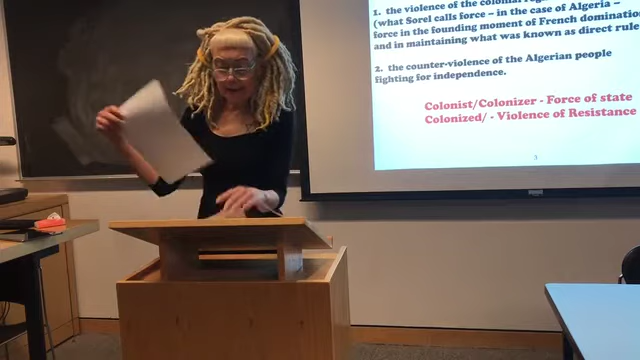 1. the violence of the colonial
(what Sorel calls force – in the case of Algeria –
force in the founding moment of French domination
and in maintaining what was known as direct rule
2. the counter-violence of the Algerian people
fighting for independence.
Colonist/Colonizer - Force of state
Colonized/ - Violence of Resistance
3